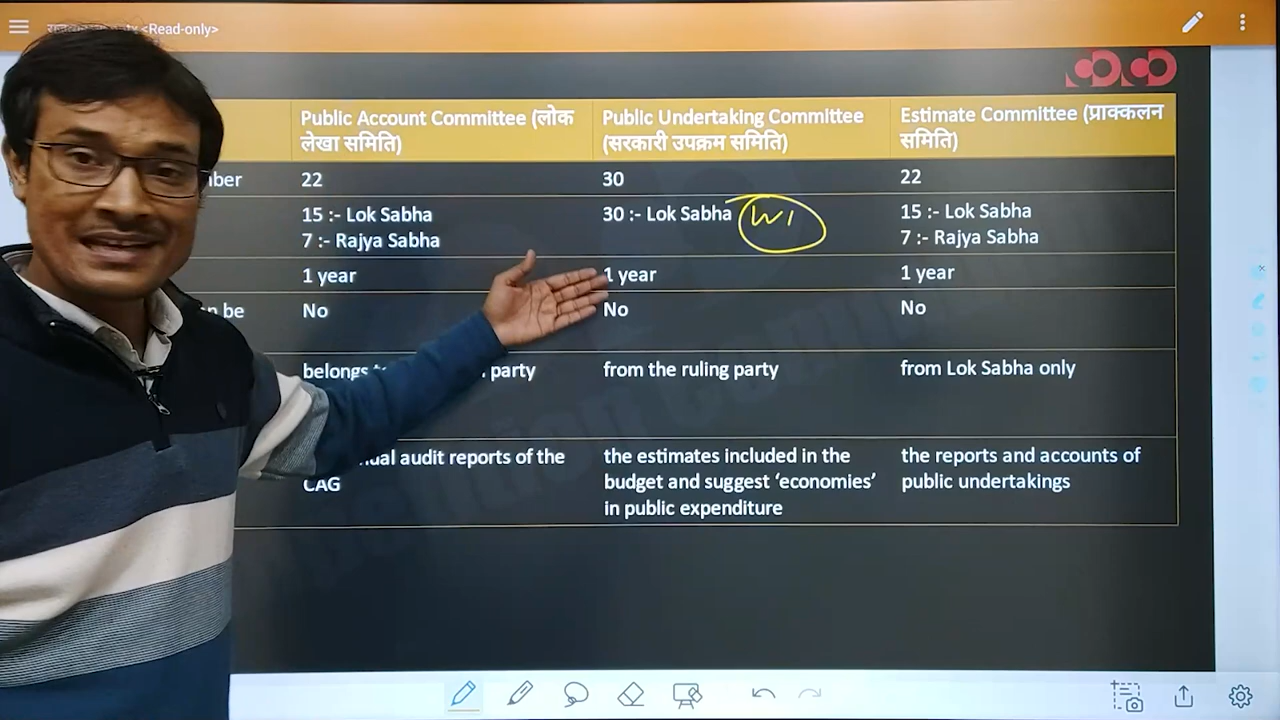 <Read-only>
Public Account Committee (लोक
लेखा समिति)
Public Undertaking Committee
(सरकारी उपक्रम समिति)
Estimate Committee (प्राक्कलन
समिति)
22
30
22
15 :- Lok Sabha
7 :- Rajya Sabha
30 :- Lok Sabha
15 :- Lok Sabha
7 :- Rajya Sabha
1 year
1 year
1 year
be
No
No
No
belongs party
from the ruling party
from Lok Sabha only
audit reports of the
CAG
the estimates included in the
budget and suggest ‘economies’
in public expenditure
the reports and accounts of
public undertakings